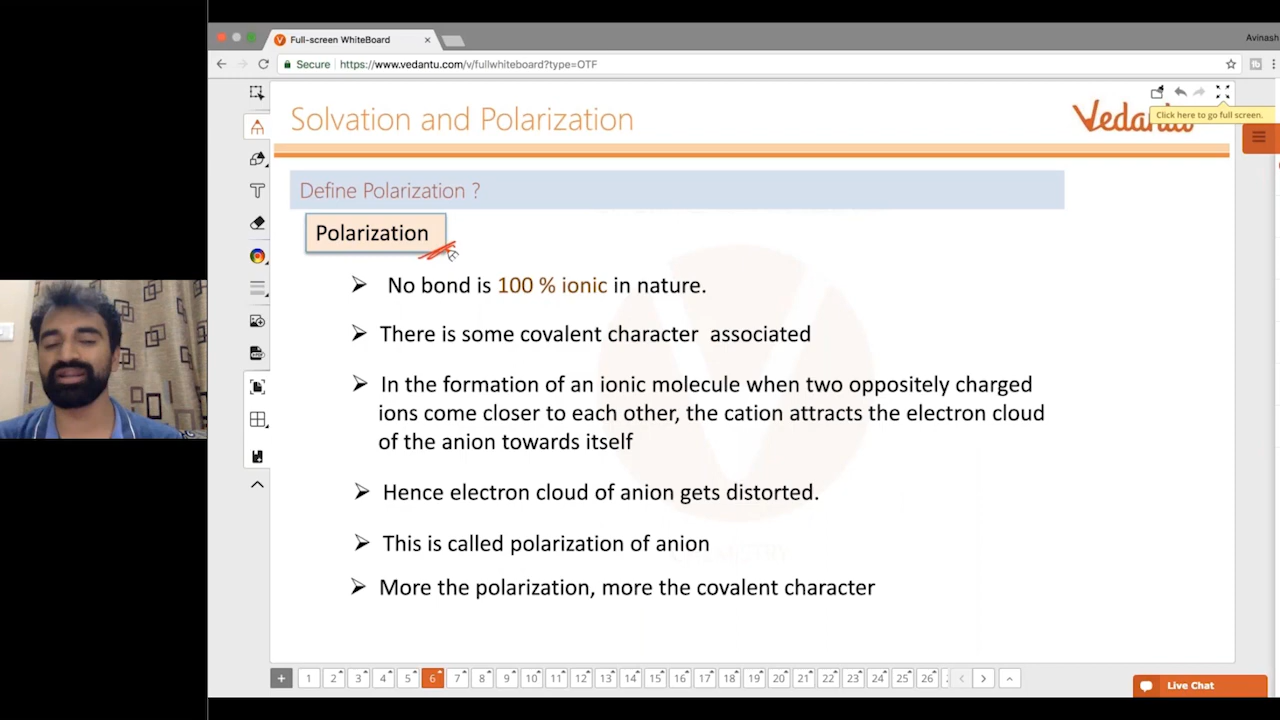 Full-screen WhiteBoard
Avinash
Secure https://www.vedantu.com/v/fullwhiteboard?type=OTF
Solvation and Polarization
Vedantu
Click here to go full screen.
Define Polarization ?
Polarization
➢ No bond is 100 % ionic in nature.
➢ There is some covalent character associated
➢ In the formation of an ionic molecule when two oppositely charged
ions come closer to each other, the cation attracts the electron cloud
of the anion towards itself
➢ Hence electron cloud of anion gets distorted.
➢ This is called polarization of anion
➢ More the polarization, more the covalent character
+ 1 2 3 4 5 6 7 8 9 10 11 12 13 14 15 16 17 18 19 20 21 22 23 24 25 26
Live Chat